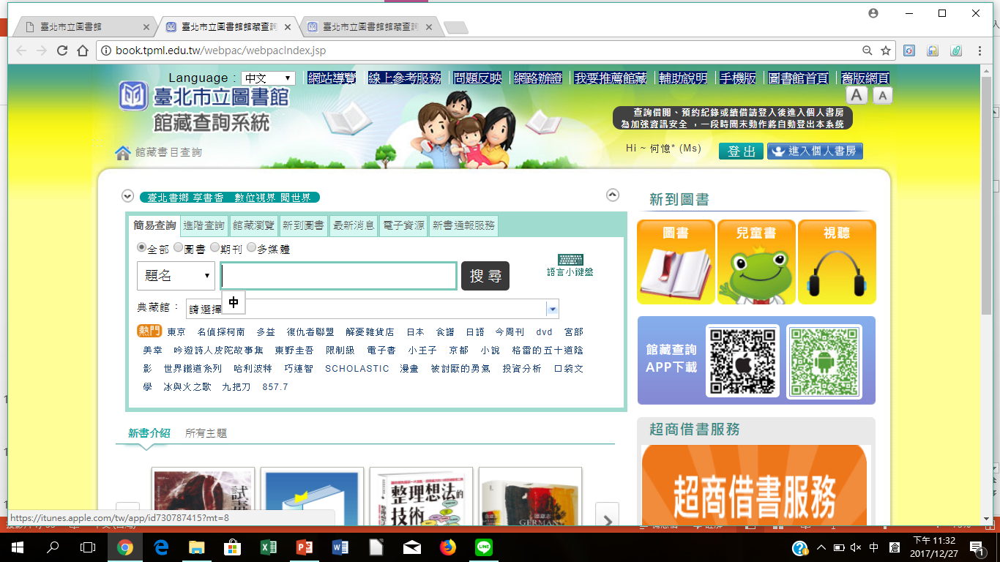 臺北市立圖書館
臺北市立圖書館館藏查詢
臺北市立圖書館館藏查詢
book.tpml.edu.tw/webpac/webpacIndex.jsp
Language : 中文 網站導覽 線上參考服務 問題反映 網路辦證 我要推薦館藏 輔助說明 手機版 圖書館首頁 舊版網頁
A A
臺北市立圖書館
館藏查詢系統
查詢借閱、預約紀錄或續借請登入後進入個人書房
為加強資訊安全 ，一段時間未動作將自動登出本系統
館藏書目查詢
Hi ~ 何憶* (Ms) 登出 進入個人書房
臺北書鄉 享書香 數位視界 閱世界
簡易查詢 進階查詢 館藏瀏覽 新到圖書 最新消息 電子資源 新書通報服務
全部 圖書 期刊 多媒體
題名 搜尋
語言小鍵盤
中
典藏館： 請選擇
熱門 東京 名偵探柯南 多益 復仇者聯盟 解憂雜貨店 日本 食譜 日語 今周刊 dvd 宮部
美幸 吟遊詩人皮陀故事集 東野圭吾 限制級 電子書 小王子 京都 小說 格雷的五十道陰
影 世界鐵道系列 哈利波特 巧連智 SCHOLASTIC 漫畫 被討厭的勇氣 投資分析 口袋文
學 冰與火之歌 九把刀 857.7
新書介紹 所有主題
整理想法的
技術
GERMAN
新到圖書
圖書 兒童書 視聽
館藏查詢
APP下載
超商借書服務
超商借書服務
https://itunes.apple.com/tw/app/id730787415?mt=8
中 倉
下午 11:32
2017/12/27
1